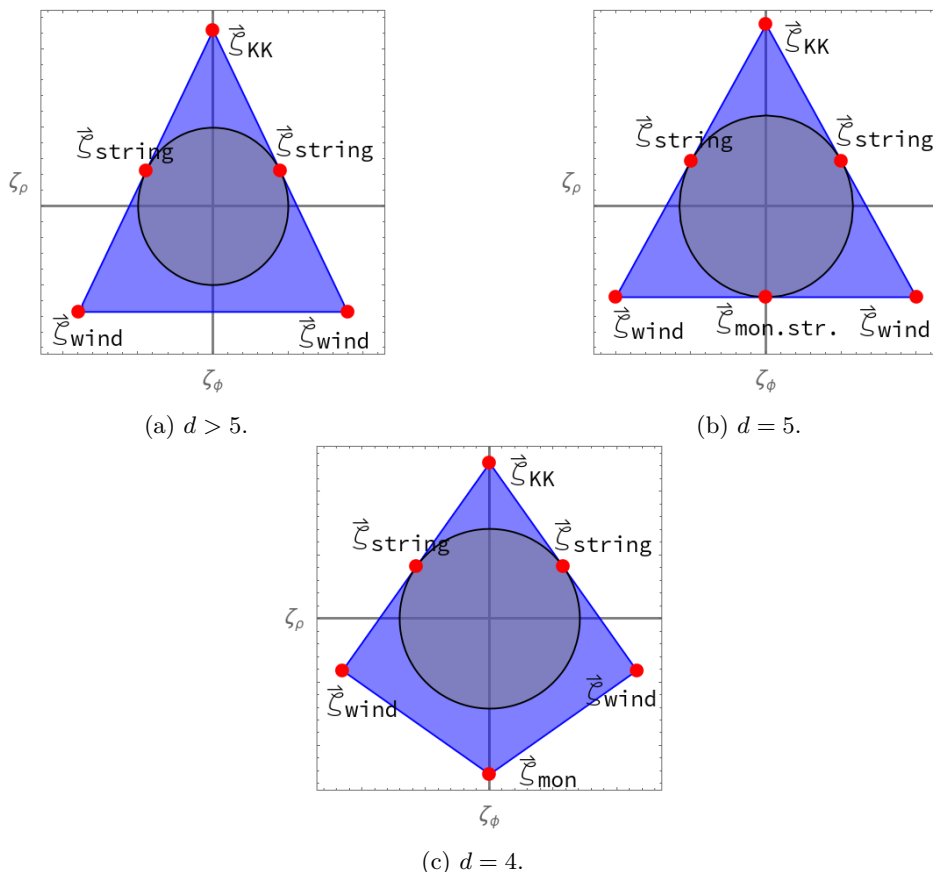 ζ⃗KK
ζ⃗string ζ⃗string
ζρ
ζ⃗wind ζ⃗wind
ζϕ
(a) d > 5.
ζ⃗KK
ζ⃗string ζ⃗string
ζρ
ζ⃗wind ζ⃗mon.str. ζ⃗wind
ζϕ
(b) d = 5.
ζ⃗KK
ζ⃗string ζ⃗string
ζρ
ζ⃗wind ζ⃗wind
ζ⃗mon
ζϕ
(c) d = 4.